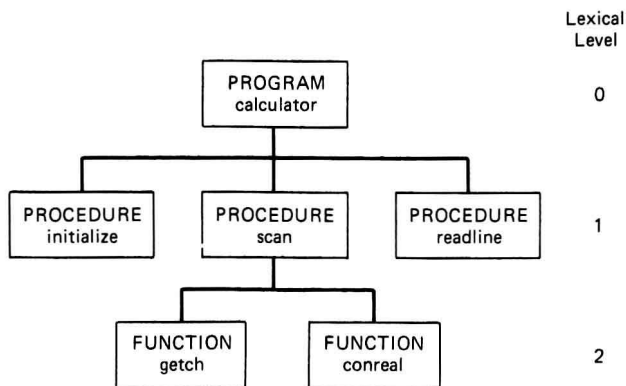 Lexical
Level
PROGRAM
calculator
0
PROCEDURE
initialize
PROCEDURE
scan
PROCEDURE
readline
1
FUNCTION
getch
FUNCTION
conreal
2